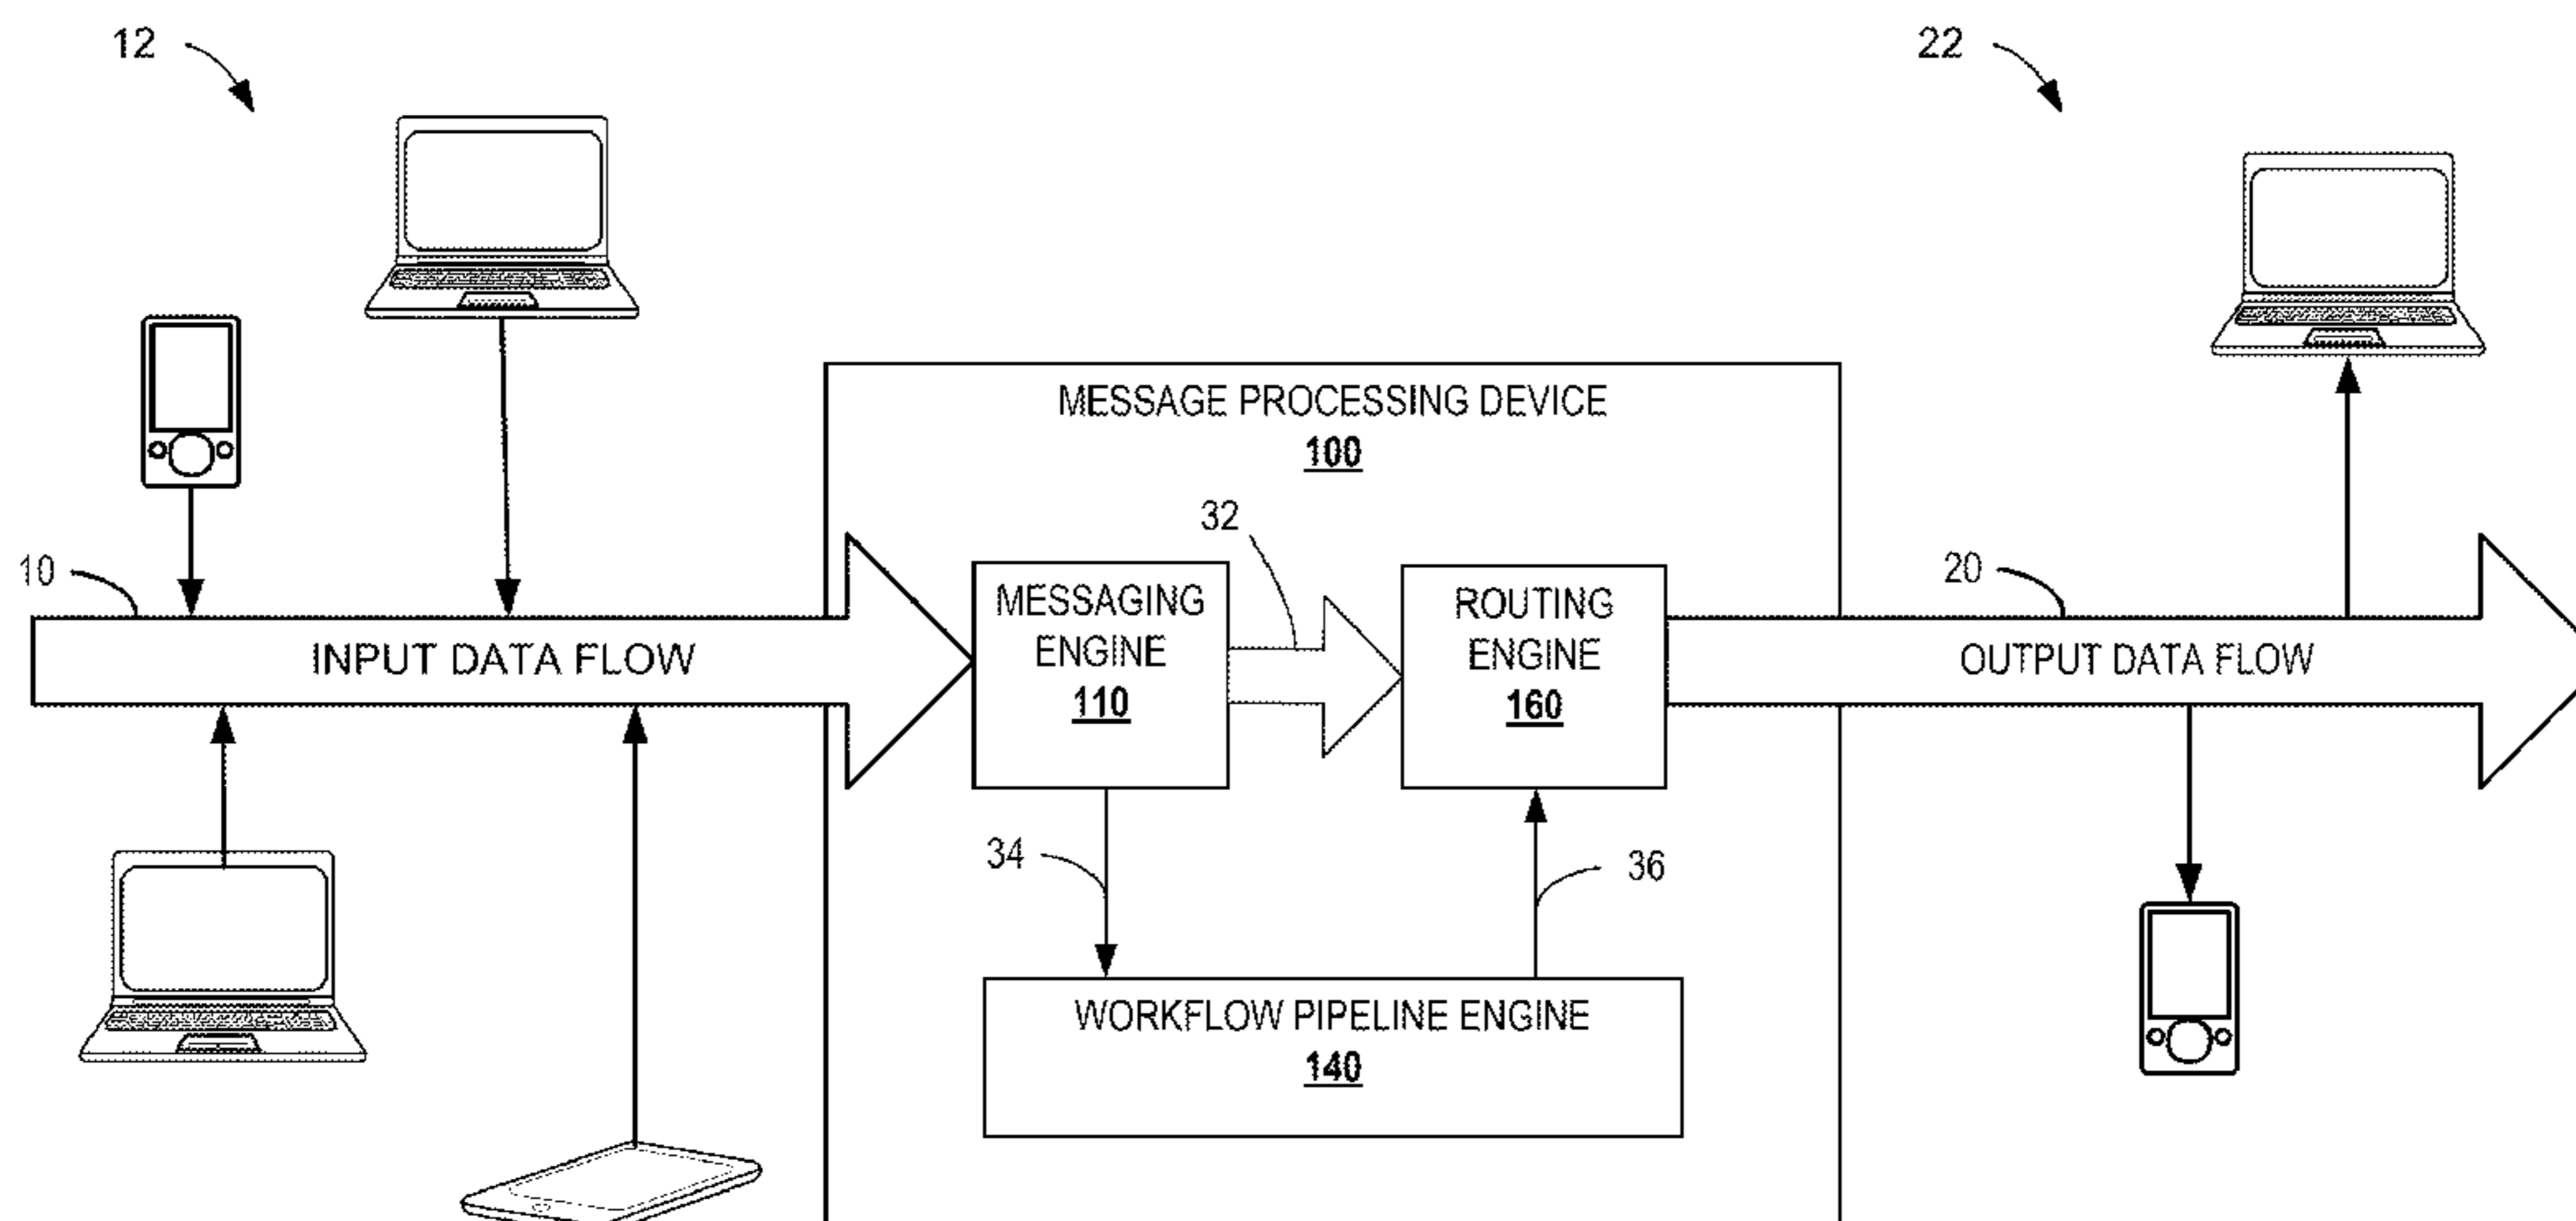 12
22
MESSAGE PROCESSING DEVICE
100
32
10
20
MESSAGING
ENGINE
110
ROUTING
ENGINE
160
INPUT DATA FLOW
OUTPUT DATA FLOW
34
36
WORKFLOW PIPELINE ENGINE
140